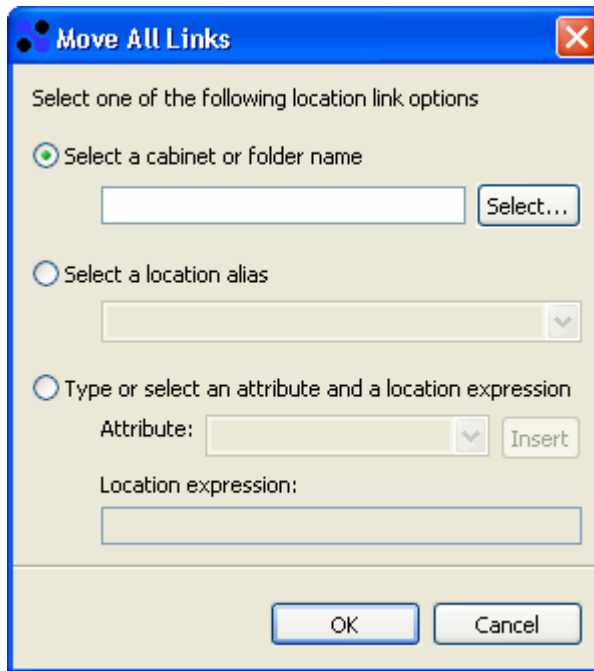 Move All Links
Select one of the following location link options
Select a cabinet or folder name
Select...
Select a location alias
Type or select an attribute and a location expression
Attribute:
Insert
Location expression:
OK
Cancel